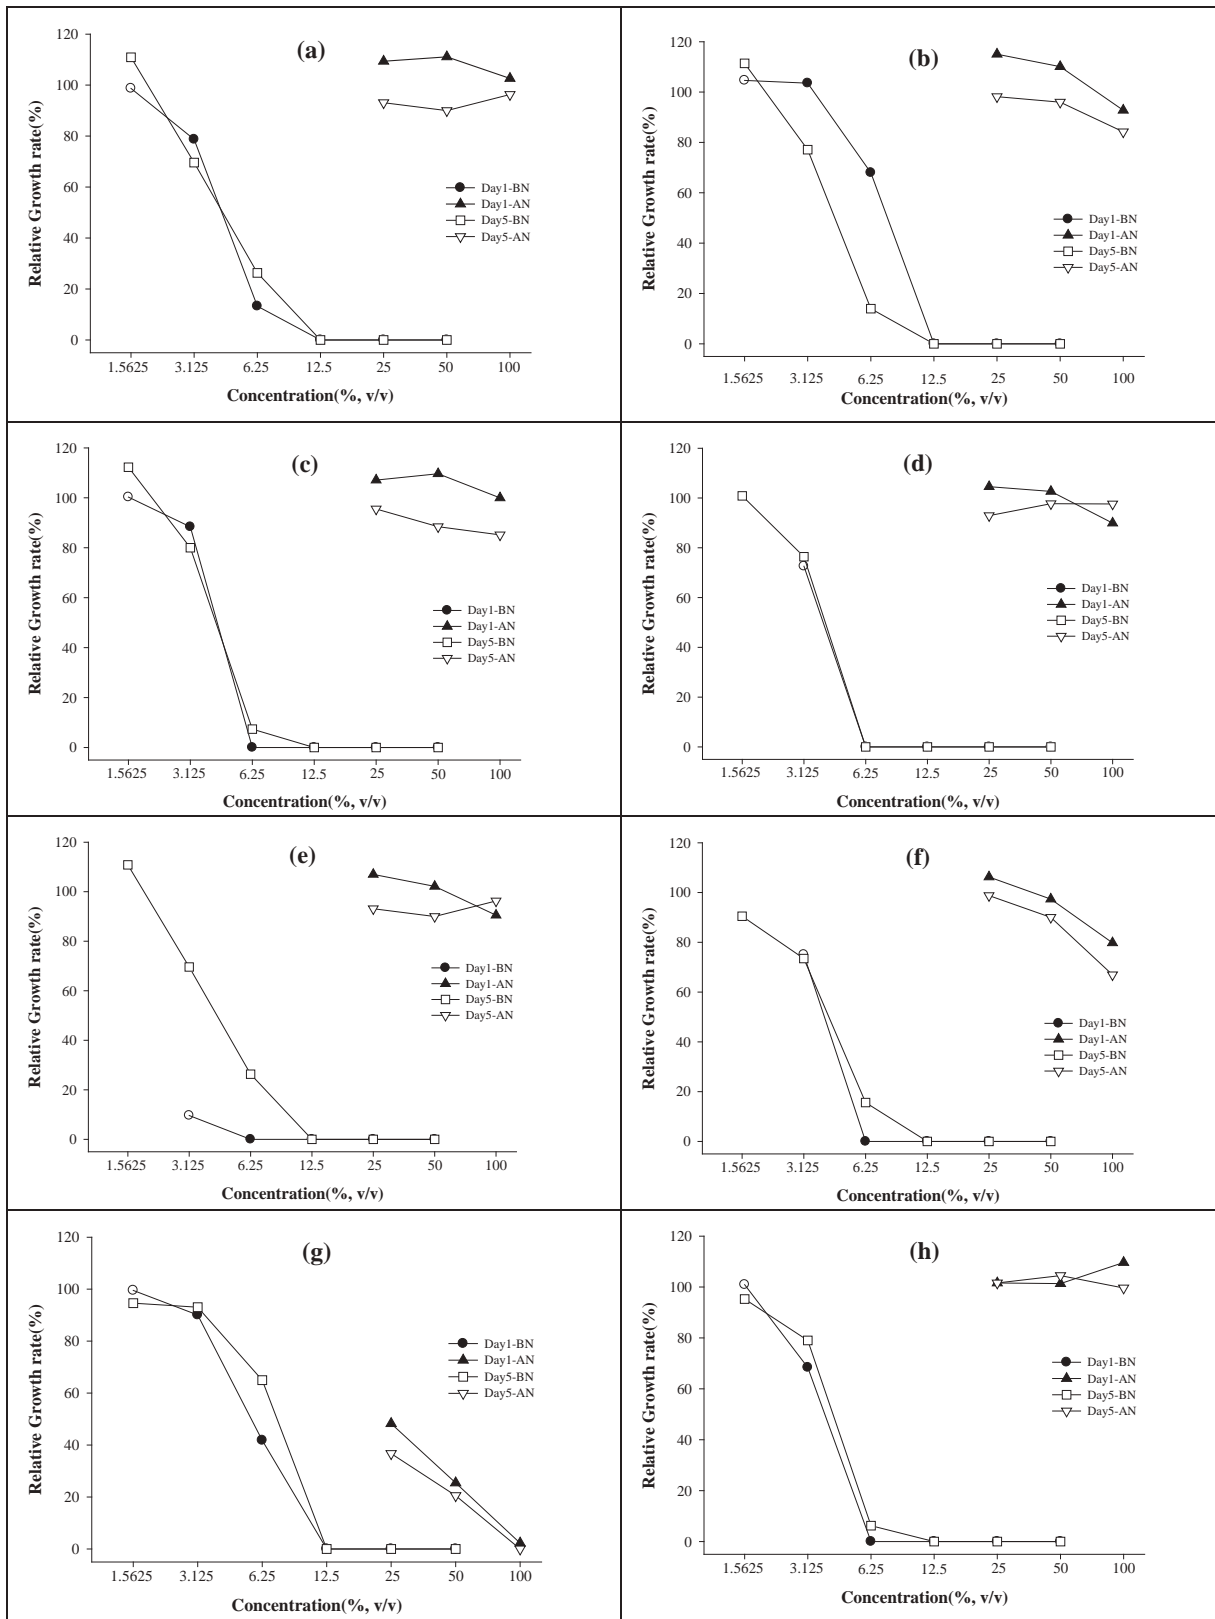 (a)
Relative Growth rate(%)
120
100
80
60
40
20
0
Day1-BN
Day1-AN
Day5-BN
Day5-AN
1.5625 3.125 6.25 12.5 25 50 100
Concentration(%, v/v)
(b)
Relative Growth rate(%)
120
100
80
60
40
20
0
Day1-BN
Day1-AN
Day5-BN
Day5-AN
1.5625 3.125 6.25 12.5 25 50 100
Concentration(%, v/v)
(c)
Relative Growth rate(%)
120
100
80
60
40
20
0
Day1-BN
Day1-AN
Day5-BN
Day5-AN
1.5625 3.125 6.25 12.5 25 50 100
Concentration(%, v/v)
(d)
Relative Growth rate(%)
120
100
80
60
40
20
0
Day1-BN
Day1-AN
Day5-BN
Day5-AN
1.5625 3.125 6.25 12.5 25 50 100
Concentration(%, v/v)
(e)
Relative Growth rate(%)
120
100
80
60
40
20
0
Day1-BN
Day1-AN
Day5-BN
Day5-AN
1.5625 3.125 6.25 12.5 25 50 100
Concentration(%, v/v)
(f)
Relative Growth rate(%)
120
100
80
60
40
20
0
Day1-BN
Day1-AN
Day5-BN
Day5-AN
1.5625 3.125 6.25 12.5 25 50 100
Concentration(%, v/v)
(g)
Relative Growth rate(%)
120
100
80
60
40
20
0
Day1-BN
Day1-AN
Day5-BN
Day5-AN
1.5625 3.125 6.25 12.5 25 50 100
Concentration(%, v/v)
(h)
Relative Growth rate(%)
120
100
80
60
40
20
0
Day1-BN
Day1-AN
Day5-BN
Day5-AN
1.5625 3.125 6.25 12.5 25 50 100
Concentration(%, v/v)